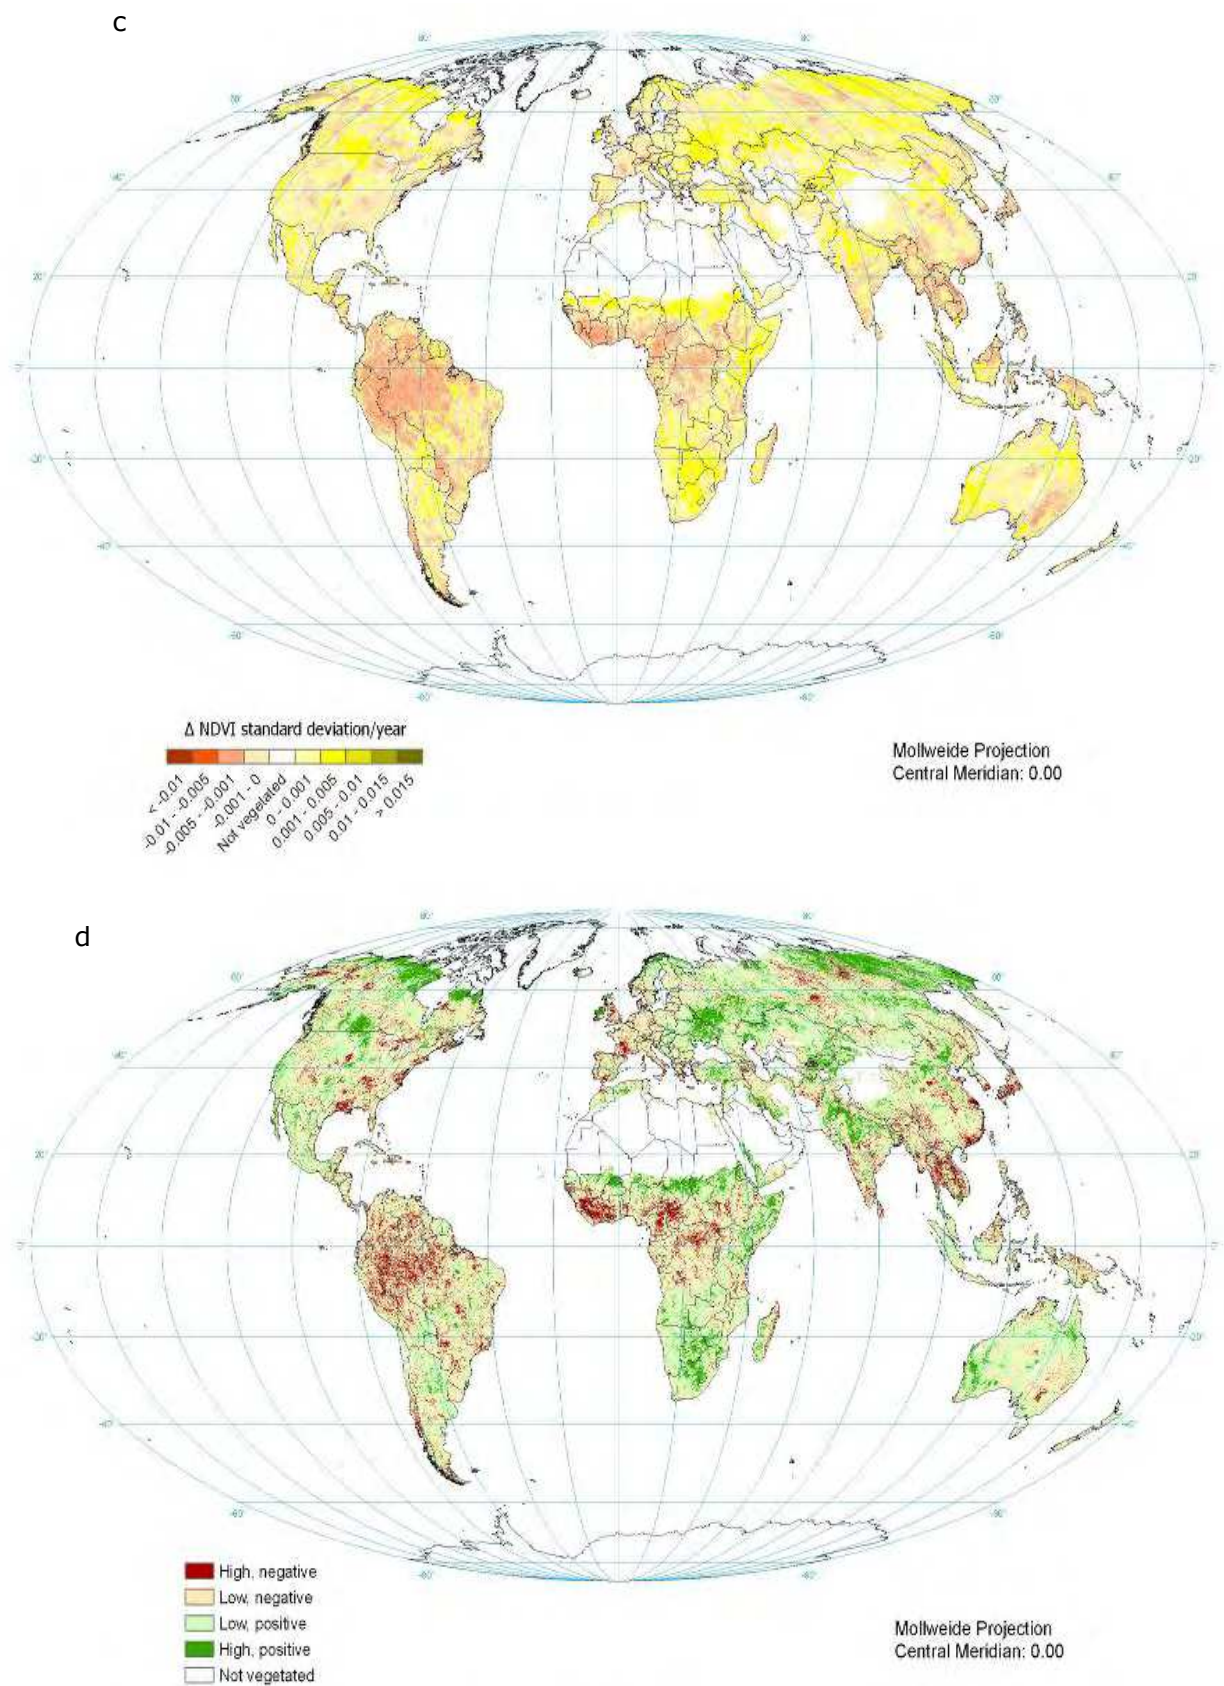 c
Δ NDVI standard deviation/year
< -0.01
-0.01 - -0.005
-0.005 - -0.001
-0.001 - 0
Not vegetated
0 - 0.001
0.001 - 0.005
0.005 - 0.01
0.01 - 0.015
> 0.015
Mollweide Projection
Central Meridian: 0.00
d
High, negative
Low, negative
Low, positive
High, positive
Not vegetated
Mollweide Projection
Central Meridian: 0.00